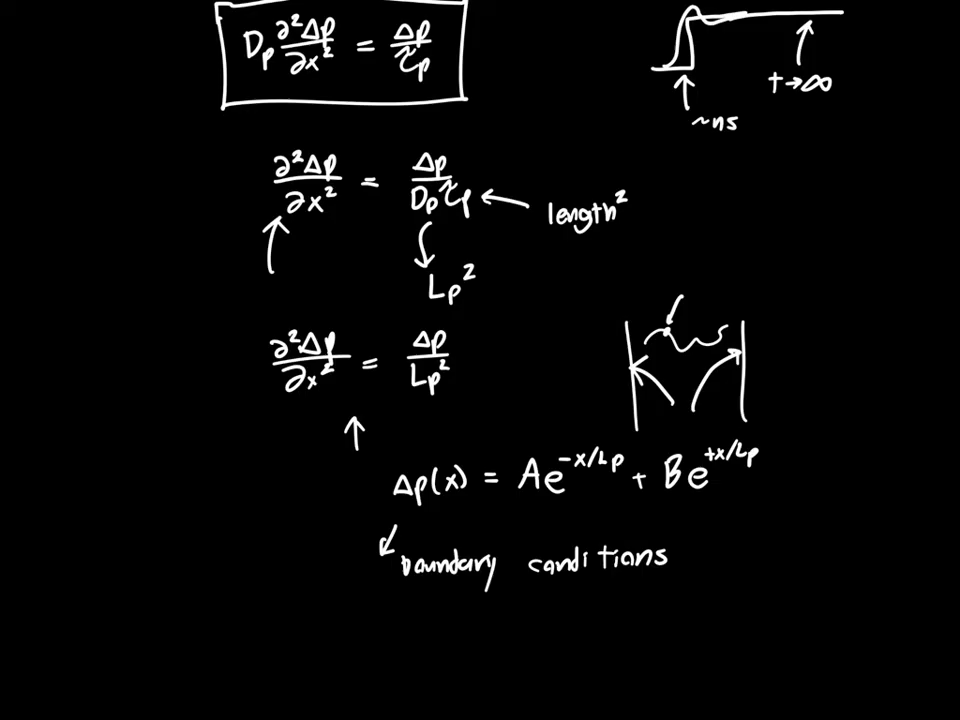 Dₚ ∂²Δp/∂x² = Δp/τₚ
t→∞
~ns
∂²Δp/∂x² = Δp/Dₚτₚ
length²
Lₚ²
∂²Δp/∂x² = Δp/Lₚ²
Δp(x) = Ae^(-x/Lₚ) + Be^(+x/Lₚ)
boundary conditions